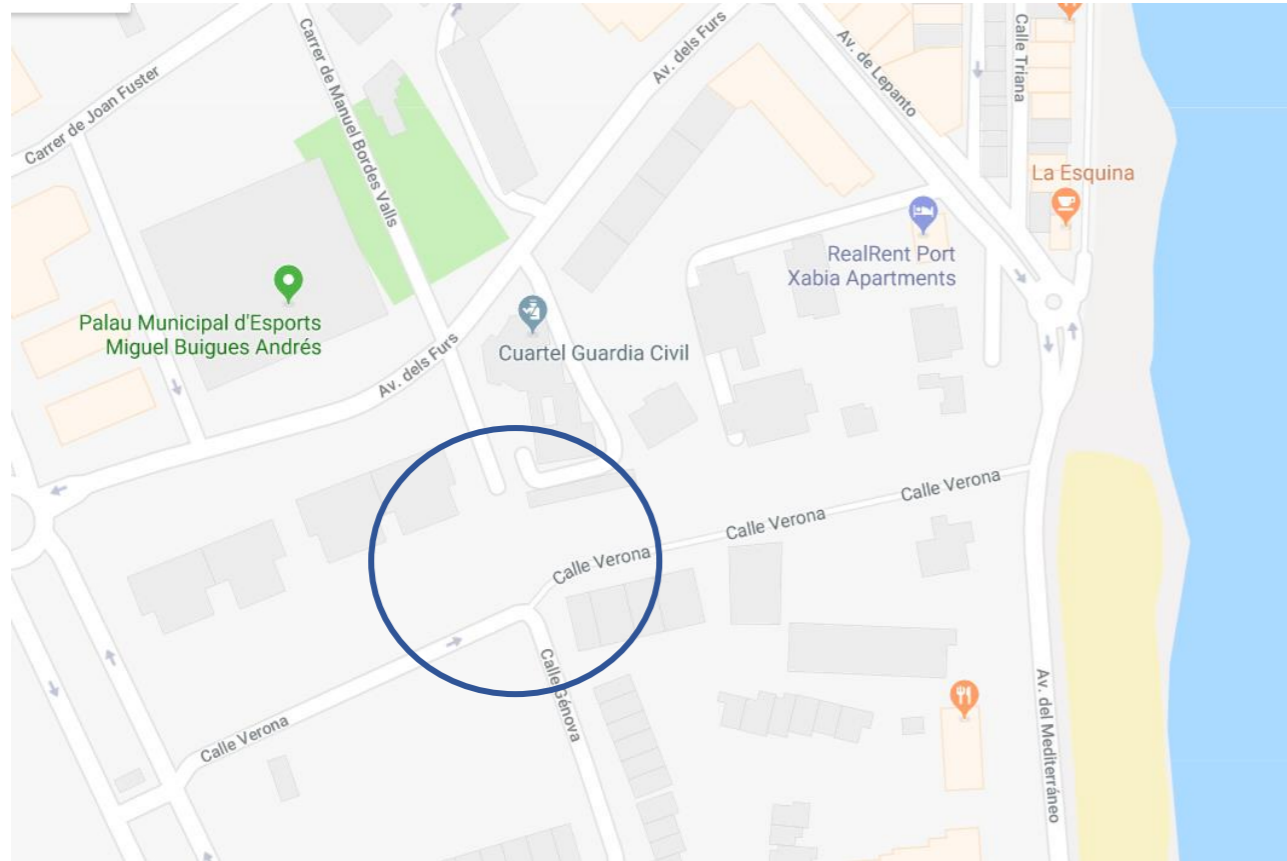 Carrer de Joan Fuster
Carrer de Manuel Bordes Valls
Av. dels Furs
Av. de Lepanto
Calle Triana
La Esquina
RealRent Port
Xabia Apartments
Palau Municipal d'Esports
Miguel Buigues Andrés
Cuartel Guardia Civil
Av. dels Furs
Calle Verona
Calle Verona
Calle Verona
Calle Génova
Calle Verona
Av. del Mediterráneo